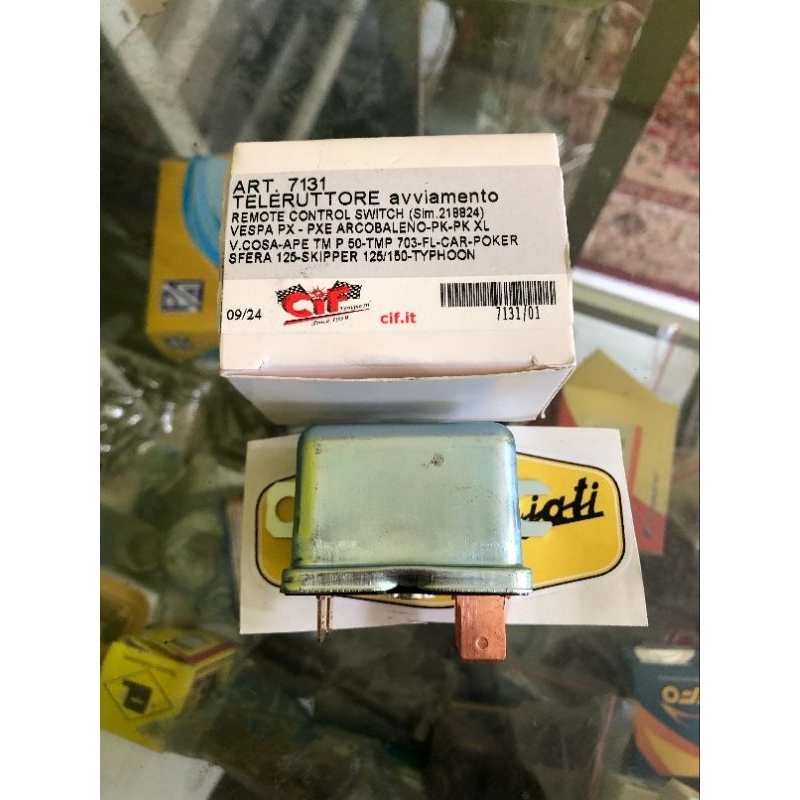 ART. 7131
TELERUTTORE avviamento
REMOTE CONTROL SWITCH (Sim.218824)
VESPA PX - PXE ARCOBALENO-PK-PK XL
V.COSA-APE TM P 50-TMP 703-FL-CAR-POKER
SFERA 125-SKIPPER 125/150-TYPHOON
09/24
CiF
cif.it
7131/01